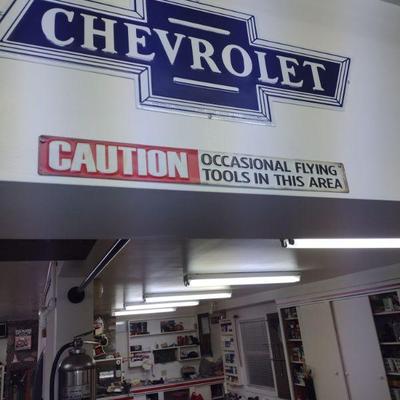 CHEVROLET
CAUTION OCCASIONAL FLYING
TOOLS IN THIS AREA